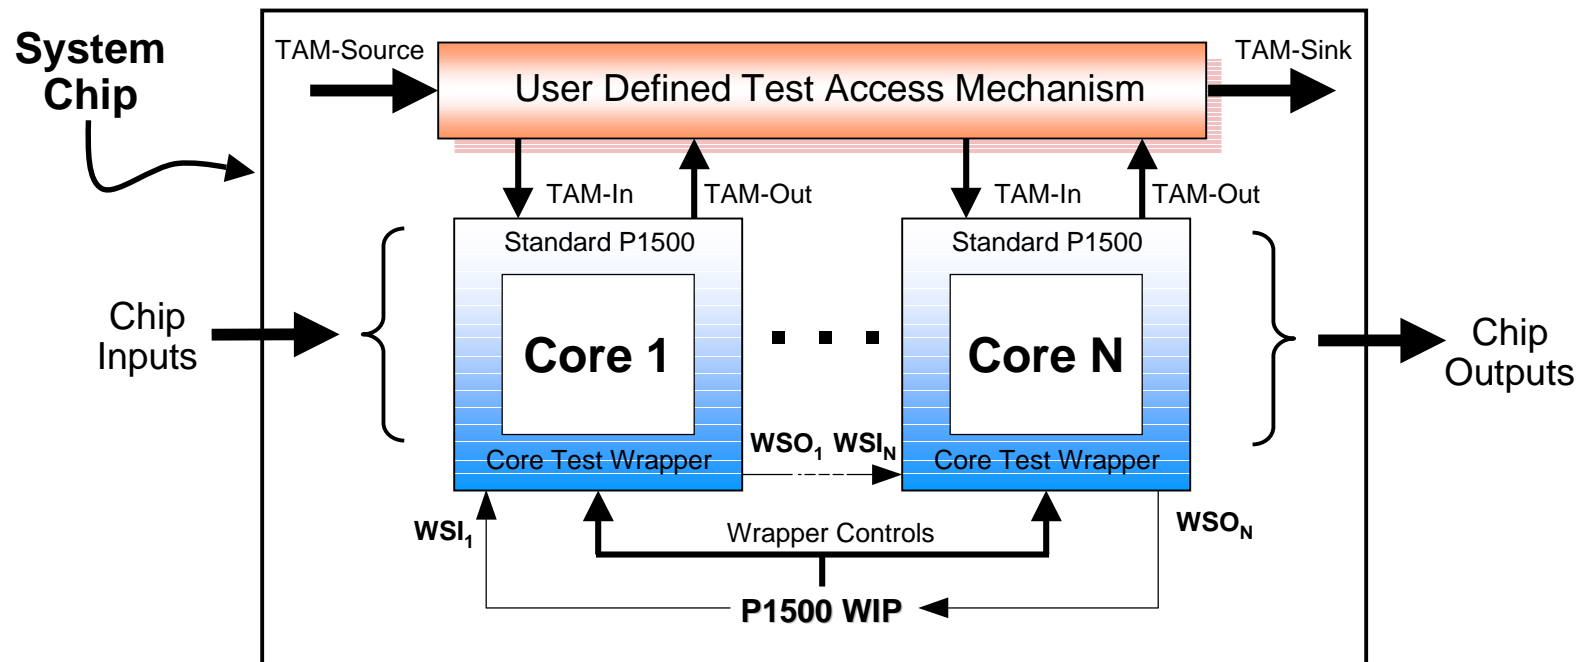 System
Chip
TAM-Source
User Defined Test Access Mechanism
TAM-Sink
TAM-In
TAM-Out
TAM-In
TAM-Out
Standard P1500
Standard P1500
Chip
Inputs
Core 1
. . .
Core N
Chip
Outputs
WSO1 WSIN
Core Test Wrapper
Core Test Wrapper
WSI1
Wrapper Controls
WSON
P1500 WIP